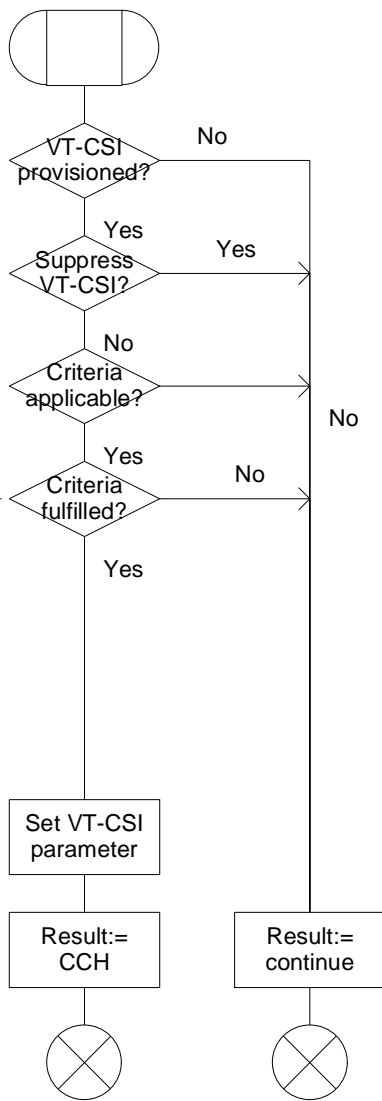 No
VT-CSI
provisioned?
Yes
Yes
Suppress
VT-CSI?
No
Criteria
applicable?
No
Yes
No
Criteria
fulfilled?
Yes
Set VT-CSI
parameter
Result:=
CCH
Result:=
continue